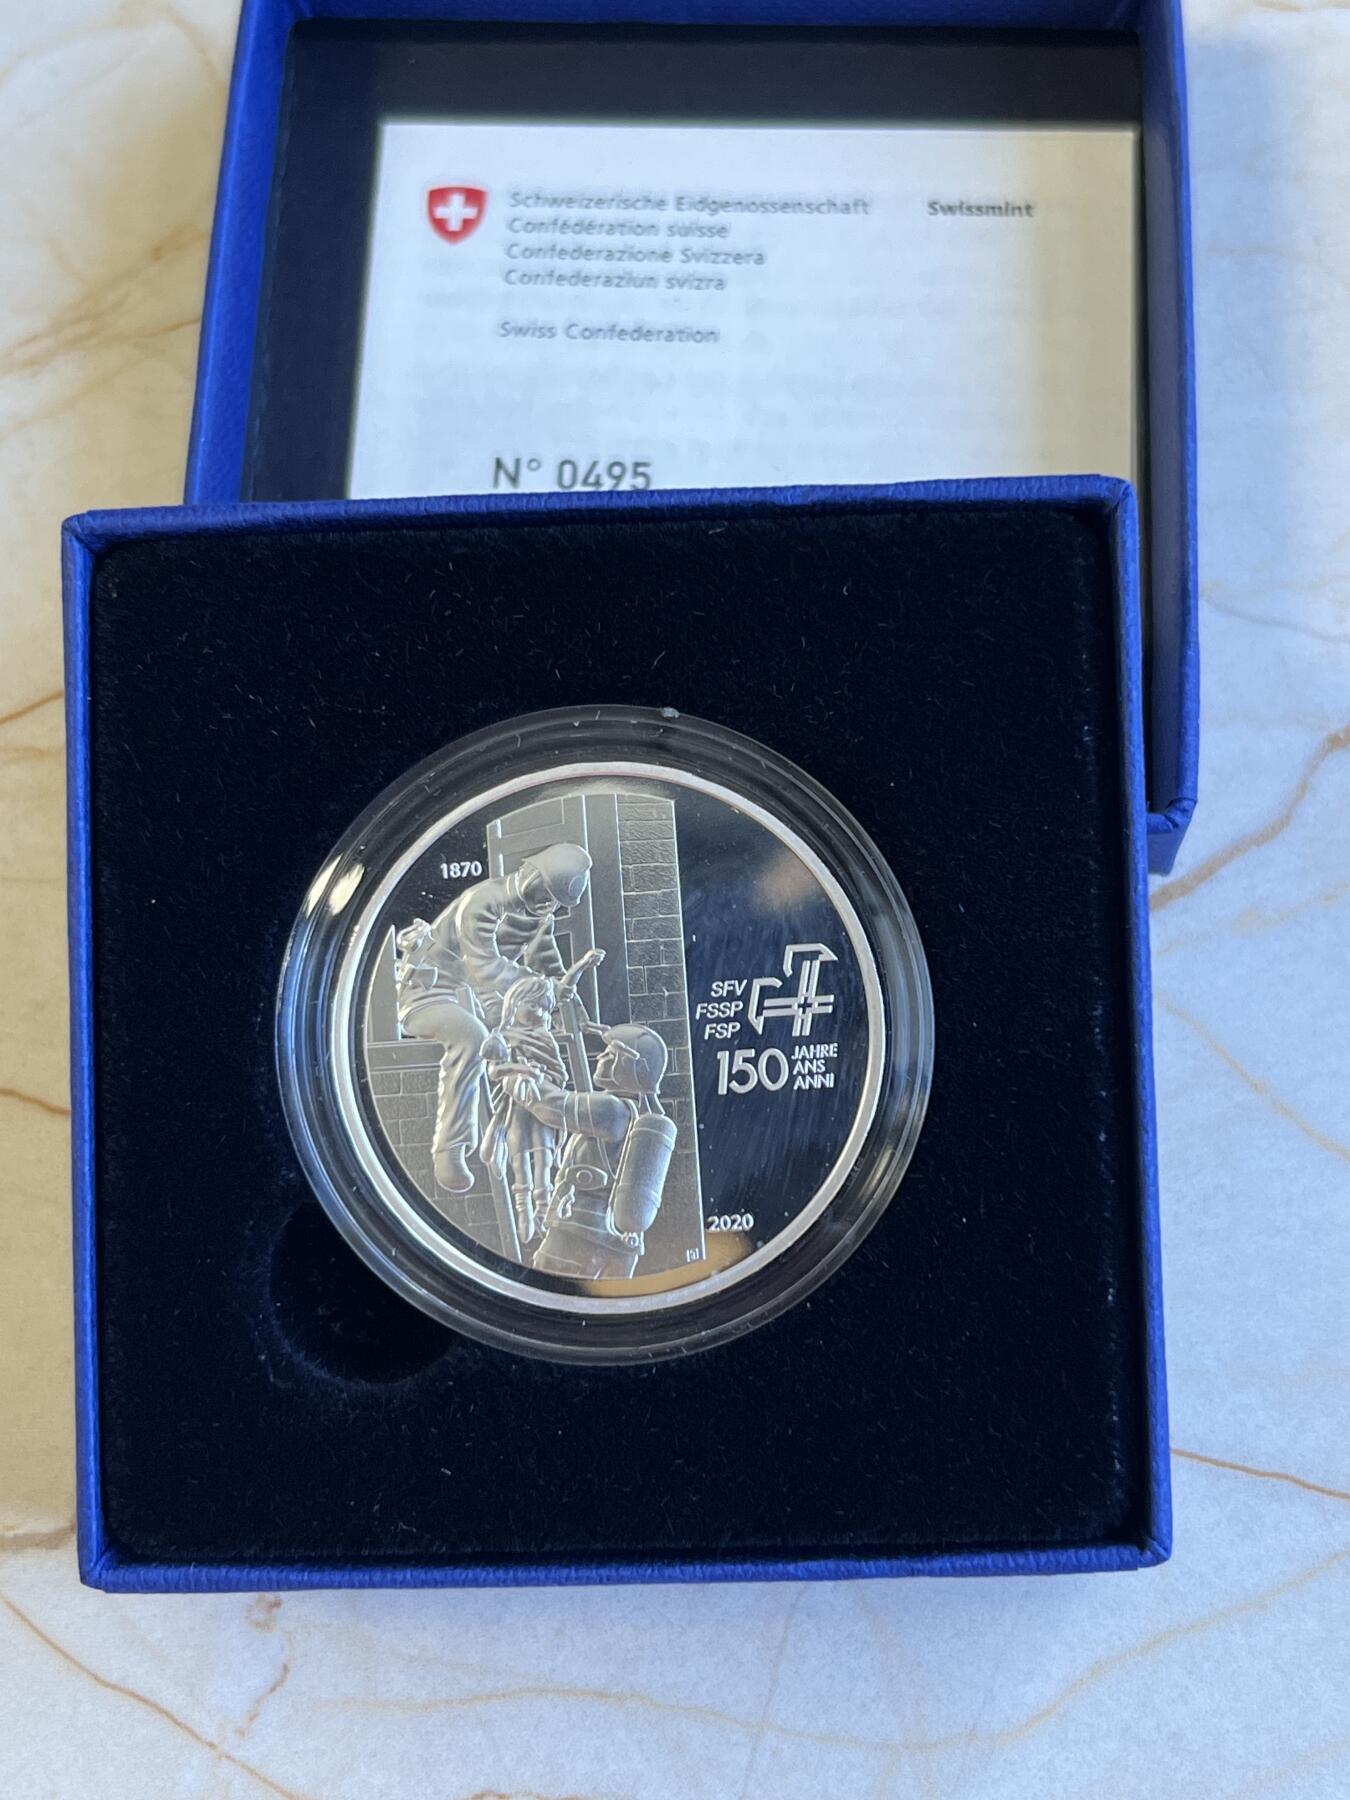 Schweizerische Eidgenossenschaft
Confédération suisse
Confederazione Svizzera
Confederaziun svizra
Swissmint
Swiss Confederation
N° 0495
1870
SFV
FSSP
FSP
150 JAHRE
ANS
ANNI
2020